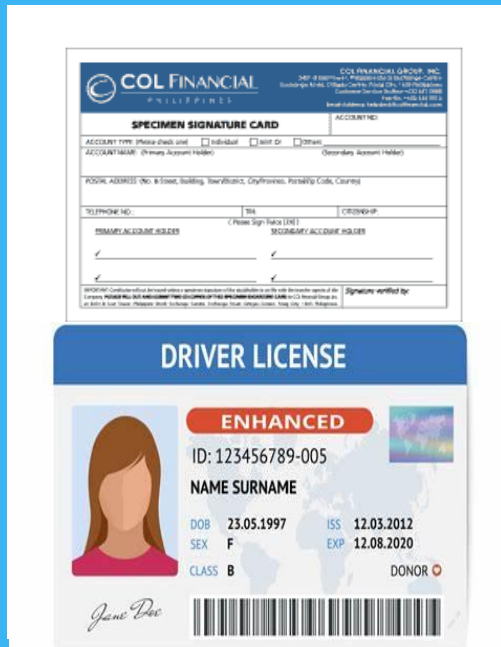 COL FINANCIAL
PHILIPPINES
COL FINANCIAL GROUP, INC.
SPECIMEN SIGNATURE CARD
ACCOUNT NO:
ACCOUNT TYPE: (Please check one) Individual Joint Or Others:
ACCOUNT NAME: (Primary Account Holder) (Secondary Account Holder)
POSTAL ADDRESS: (No. & Street, Building, Town/District, City/Province, Postal/Zip Code, Country)
TELEPHONE NO.: TIN: CITIZENSHIP:
( Please Sign Twice [2X] )
PRIMARY ACCOUNT HOLDER SECONDARY ACCOUNT HOLDER
Signature verified by:
DRIVER LICENSE
ENHANCED
ID: 123456789-005
NAME SURNAME
DOB 23.05.1997 ISS 12.03.2012
SEX F EXP 12.08.2020
CLASS B DONOR
Jane Doe